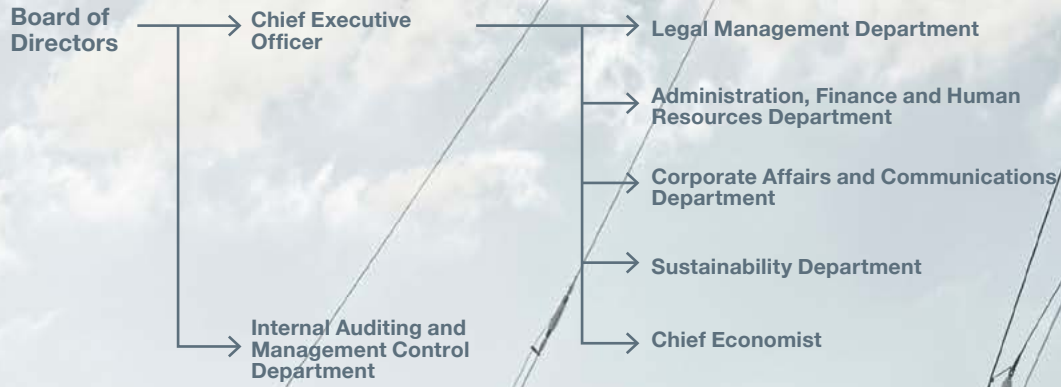 Board of
Directors
Chief Executive
Officer
Legal Management Department
Administration, Finance and Human
Resources Department
Corporate Affairs and Communications
Department
Sustainability Department
Internal Auditing and
Management Control
Department
Chief Economist